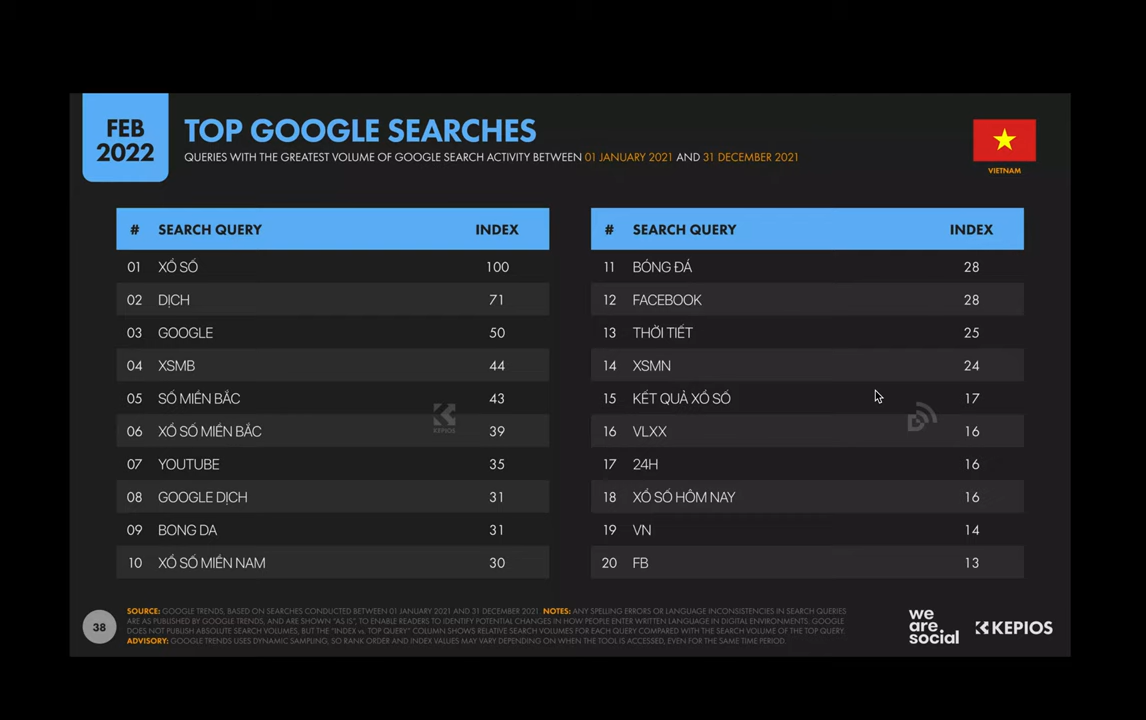 FEB
2022
TOP GOOGLE SEARCHES
QUERIES WITH THE GREATEST VOLUME OF GOOGLE SEARCH ACTIVITY BETWEEN 01 JANUARY 2021 AND 31 DECEMBER 2021
VIETNAM
# SEARCH QUERY INDEX
01 XỔ SỐ 100
02 DỊCH 71
03 GOOGLE 50
04 XSMB 44
05 SỐ MIỀN BẮC 43
06 XỔ SỐ MIỀN BẮC 39
07 YOUTUBE 35
08 GOOGLE DỊCH 31
09 BONG DA 31
10 XỔ SỐ MIỀN NAM 30
# SEARCH QUERY INDEX
11 BÓNG ĐÁ 28
12 FACEBOOK 28
13 THỜI TIẾT 25
14 XSMN 24
15 KẾT QUẢ XỔ SỐ 17
16 VLXX 16
17 24H 16
18 XỔ SỐ HÔM NAY 16
19 VN 14
20 FB 13
KEPIOS
38
SOURCE: GOOGLE TRENDS, BASED ON SEARCHES CONDUCTED BETWEEN 01 JANUARY 2021 AND 31 DECEMBER 2021. NOTES: ANY SPELLING ERRORS OR LANGUAGE INCONSISTENCIES IN SEARCH QUERIES
ARE AS PUBLISHED BY GOOGLE TRENDS, AND ARE SHOWN "AS IS", TO ENABLE READERS TO IDENTIFY POTENTIAL CHANGES IN HOW PEOPLE ENTER WRITTEN LANGUAGE IN DIGITAL ENVIRONMENTS. GOOGLE
DOES NOT PUBLISH ABSOLUTE SEARCH VOLUMES, BUT THE "INDEX vs. TOP QUERY" COLUMN SHOWS RELATIVE SEARCH VOLUMES FOR EACH QUERY COMPARED WITH THE SEARCH VOLUME OF THE TOP QUERY.
ADVISORY: GOOGLE TRENDS USES DYNAMIC SAMPLING, SO RANK ORDER AND INDEX VALUES MAY VARY DEPENDING ON WHEN THE TOOL IS ACCESSED, EVEN FOR THE SAME TIME PERIOD.
we
are
social
KEPIOS